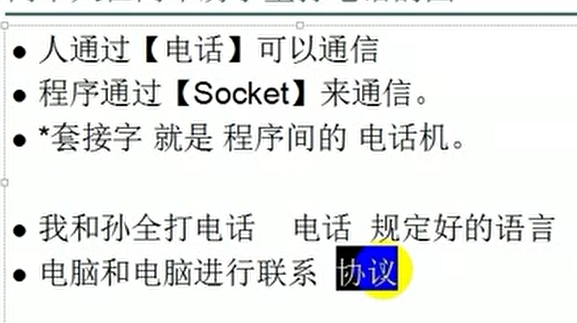 人通过【电话】可以通信
程序通过【Socket】来通信。
*套接字 就是 程序间的 电话机。
我和孙全打电话 电话 规定好的语言
电脑和电脑进行联系 协议